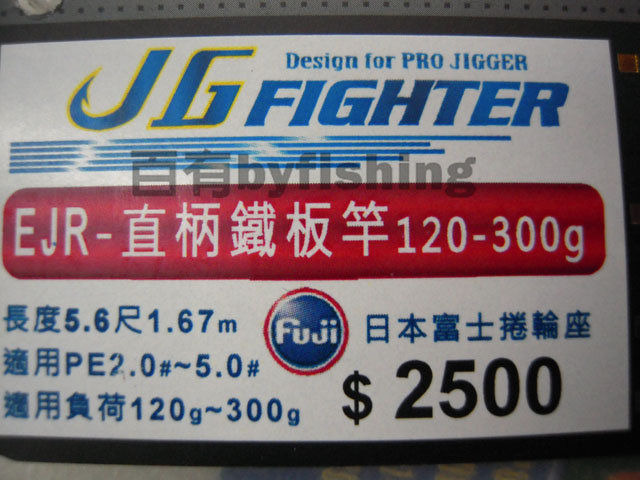 Design for PRO JIGGER
JG FIGHTER
百有byfishing
EJR-直柄鐵板竿120-300g
長度5.6尺1.67m
Fuji 日本富士捲輪座
適用PE2.0#~5.0#
適用負荷120g~300g
$2500